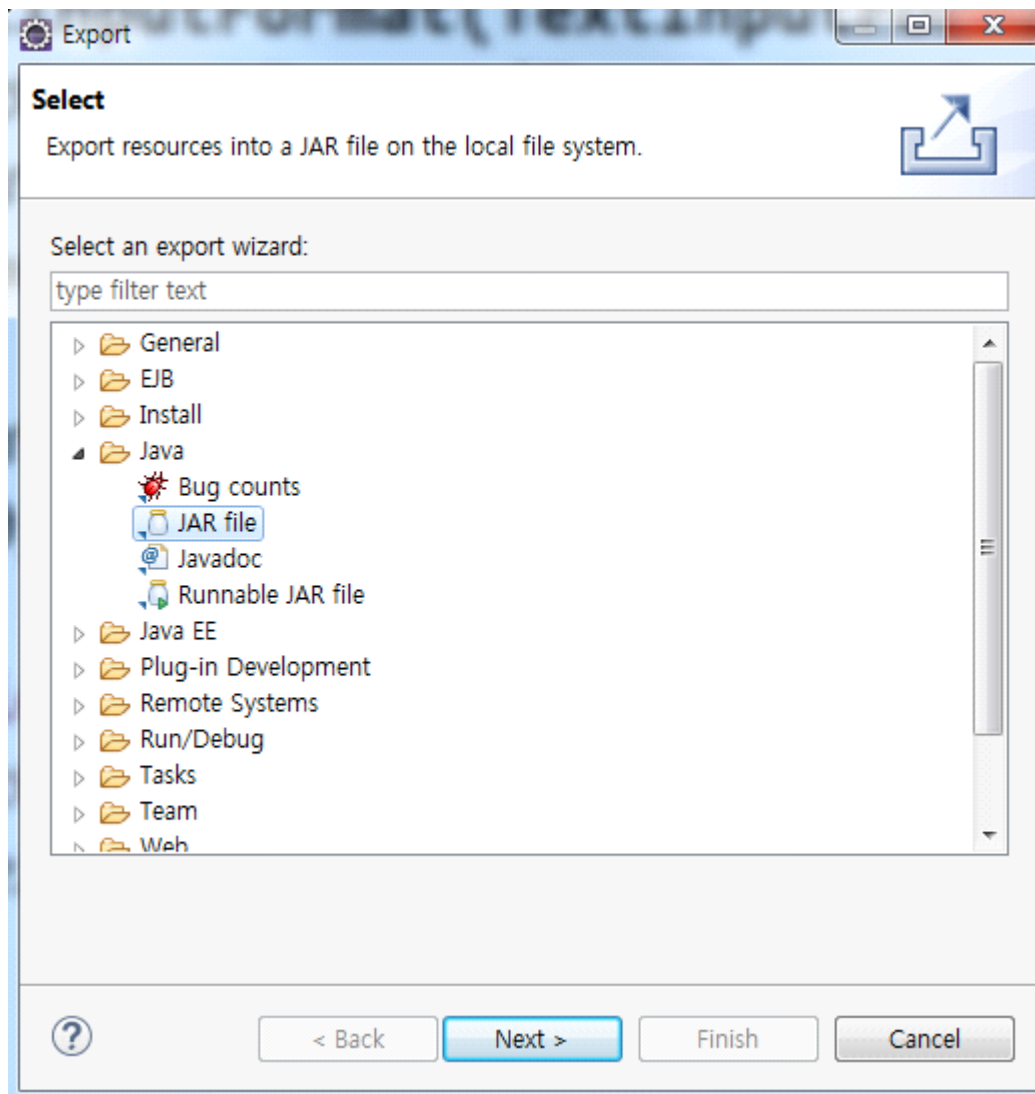 Export
Select
Export resources into a JAR file on the local file system.
Select an export wizard:
type filter text
General
EJB
Install
Java
Bug counts
JAR file
Javadoc
Runnable JAR file
Java EE
Plug-in Development
Remote Systems
Run/Debug
Tasks
Team
Web
< Back
Next >
Finish
Cancel